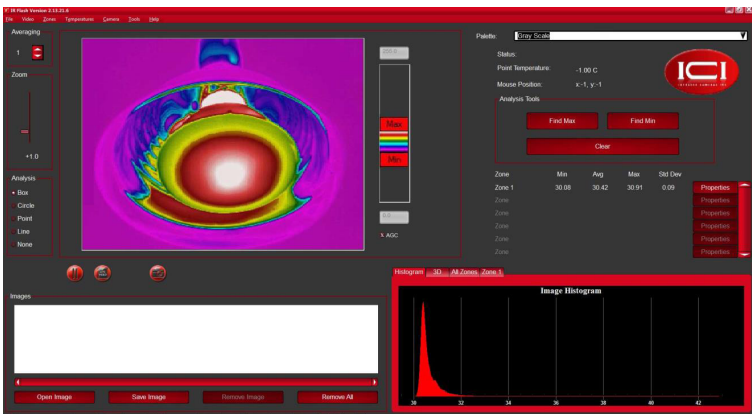 IR Flash Version 2.12.21.6
File Video Zones Temperatures Camera Tools Help
Averaging
1
Zoom
+1.0
Analysis
Box
Circle
Point
Line
None
Max
Min
AGC
Palette: Gray Scale
Status:
Point Temperature: -1.00 C
Mouse Position: x:-1, y:-1
ICI
INFRARED CAMERAS INC
Analysis Tools
Find Max Find Min
Clear
Zone Min Avg Max Std Dev
Zone 1 30.08 30.42 30.91 0.09 Properties
Zone Properties
Zone Properties
Zone Properties
Zone Properties
Zone Properties
Images
Open Image Save Image Remove Image Remove All
Histogram 3D All Zones Zone 1
Image Histogram
30 32 34 36 38 40 42